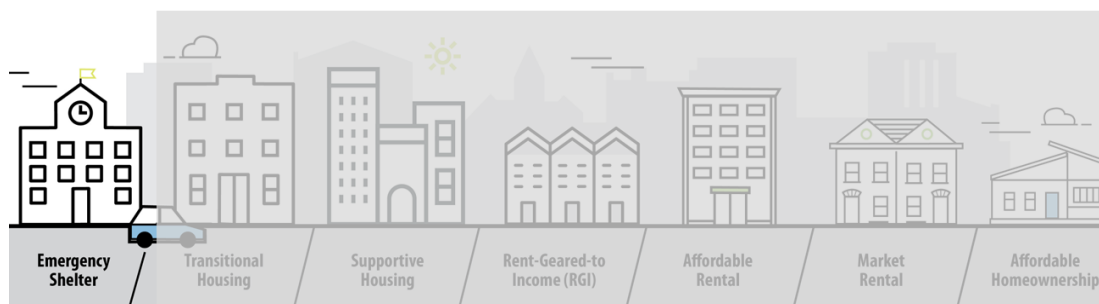 Emergency
Shelter
Transitional
Housing
Supportive
Housing
Rent-Geared-to
Income (RGI)
Affordable
Rental
Market
Rental
Affordable
Homeownership